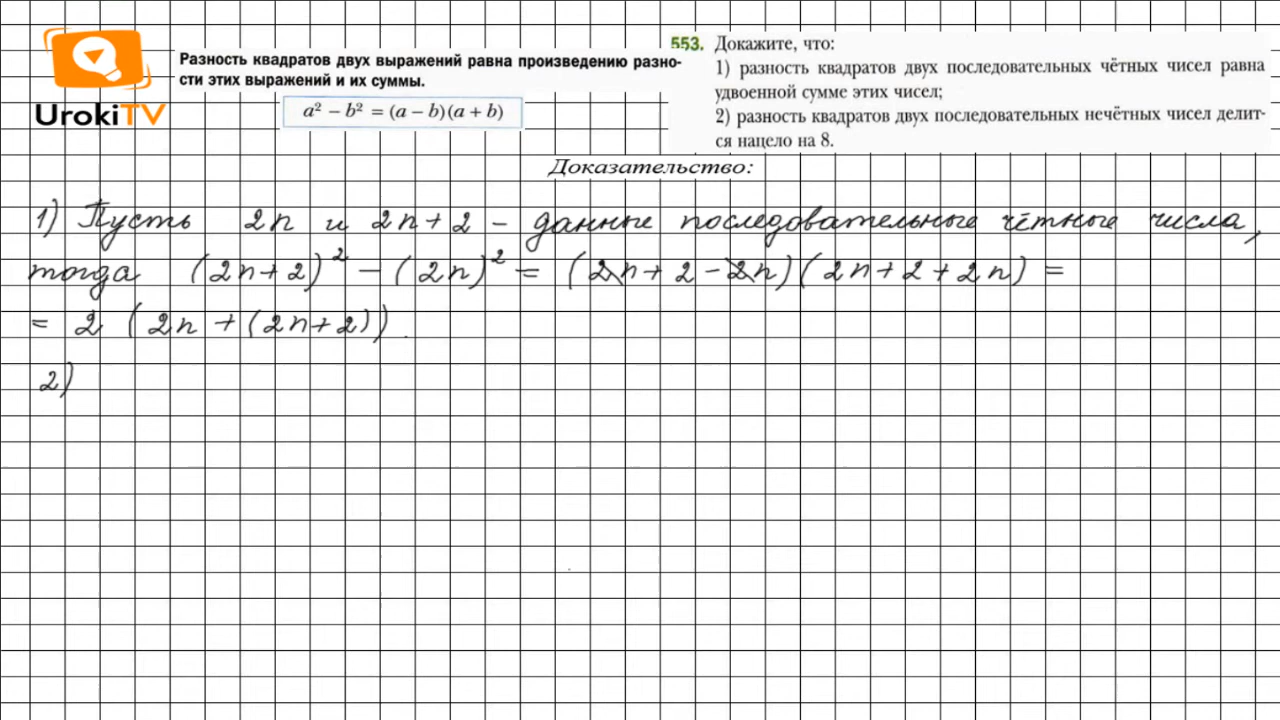 UrokiTV
Разность квадратов двух выражений равна произведению разно-
сти этих выражений и их суммы.
a² − b² = (a − b)(a + b)
553. Докажите, что:
1) разность квадратов двух последовательных чётных чисел равна
удвоенной сумме этих чисел;
2) разность квадратов двух последовательных нечётных чисел делит-
ся нацело на 8.
Доказательство:
1) Пусть 2n и 2n+2 – данные последовательные чётные числа,
тогда (2n+2)² – (2n)² = (2n+2–2n)(2n+2+2n) =
= 2 (2n+(2n+2)).
2)